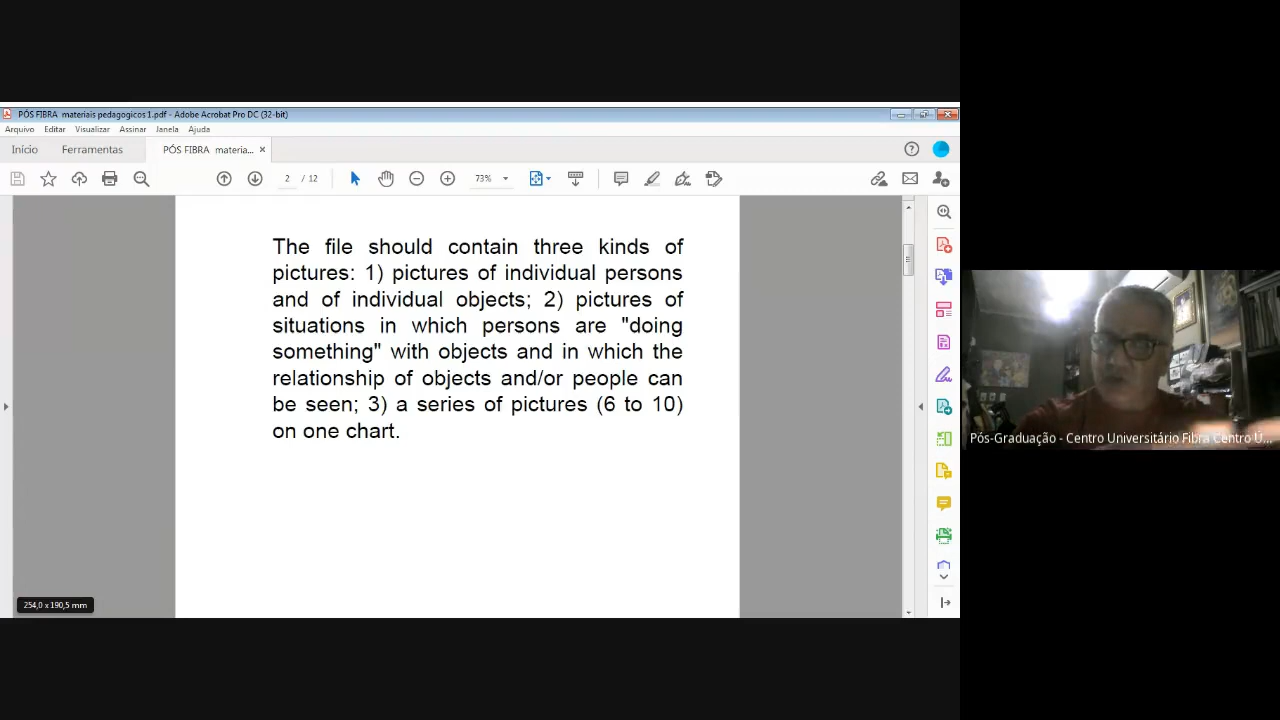 PÓS FIBRA materiais pedagogicos 1.pdf - Adobe Acrobat Pro DC (32-bit)
Arquivo Editar Visualizar Assinar Janela Ajuda
Início Ferramentas PÓS FIBRA materia... ×
2 / 12 73%
The file should contain three kinds of
pictures: 1) pictures of individual persons
and of individual objects; 2) pictures of
situations in which persons are "doing
something" with objects and in which the
relationship of objects and/or people can
be seen; 3) a series of pictures (6 to 10)
on one chart.
254,0 x 190,5 mm
Pós-Graduação - Centro Universitário Fibra Centro U...